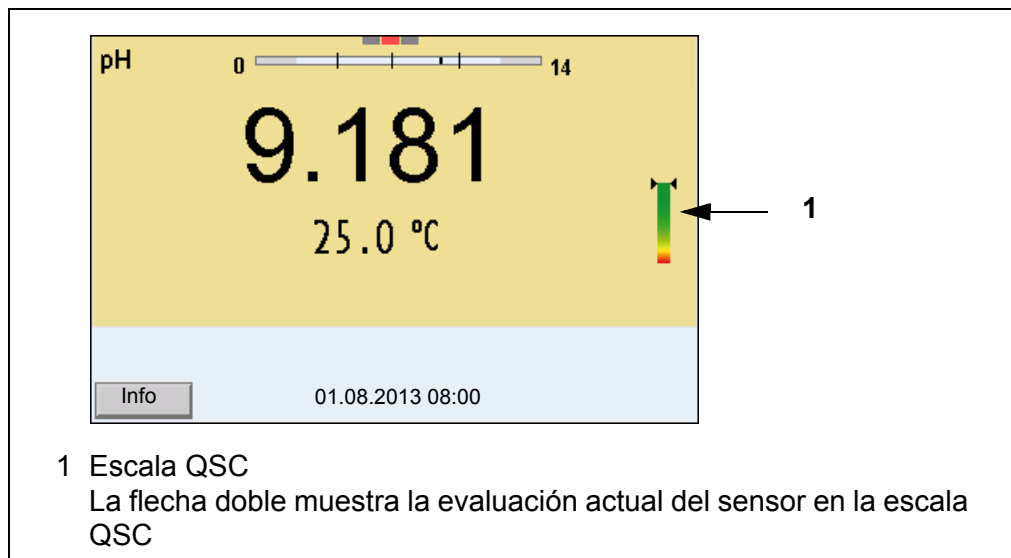 pH
0 14
9.181
25.0 °C
1
Info 01.08.2013 08:00
1 Escala QSC
La flecha doble muestra la evaluación actual del sensor en la escala
QSC